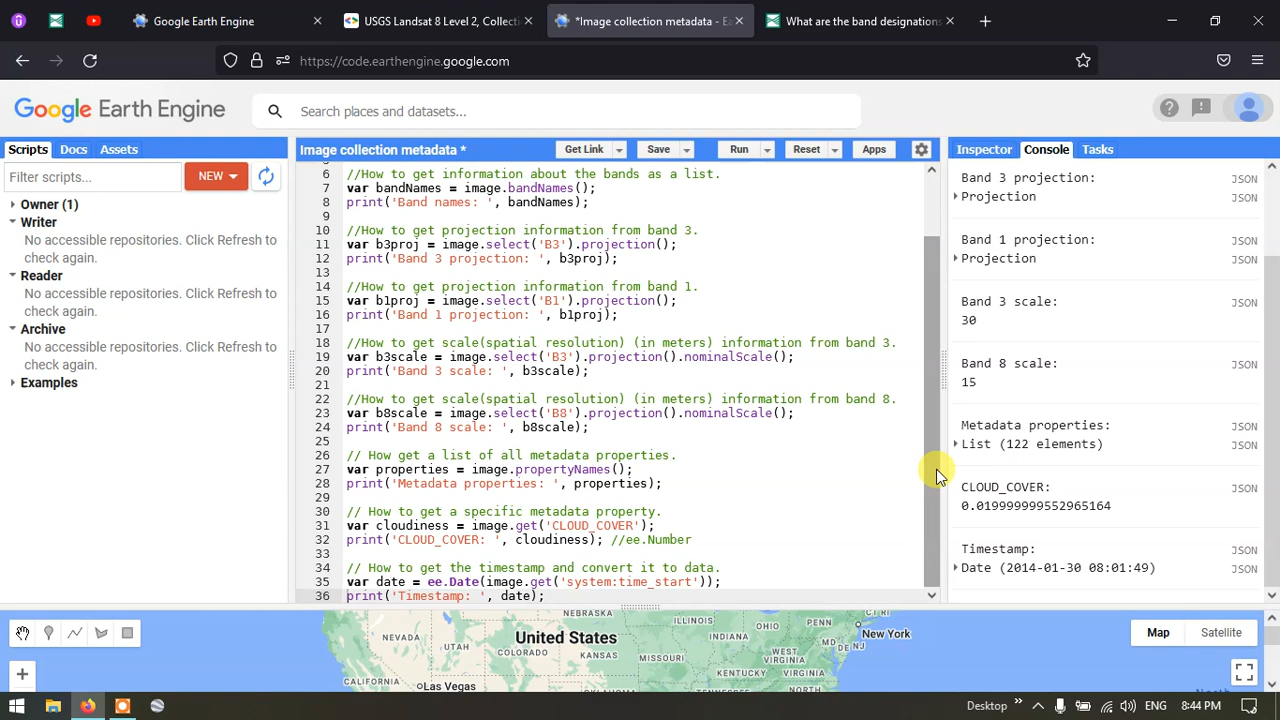 Google Earth Engine
USGS Landsat 8 Level 2, Collecti
*Image collection metadata - Ea
What are the band designations
https://code.earthengine.google.com
Google Earth Engine
Search places and datasets...
Scripts
Docs
Assets
Image collection metadata *
Get Link
Save
Run
Reset
Apps
Inspector
Console
Tasks
Filter scripts...
NEW
Owner (1)
Writer
No accessible repositories. Click Refresh to
check again.
Reader
No accessible repositories. Click Refresh to
check again.
Archive
No accessible repositories. Click Refresh to
check again.
Examples
6 //How to get information about the bands as a list.
7 var bandNames = image.bandNames();
8 print('Band names: ', bandNames);
9
10 //How to get projection information from band 3.
11 var b3proj = image.select('B3').projection();
12 print('Band 3 projection: ', b3proj);
13
14 //How to get projection information from band 1.
15 var b1proj = image.select('B1').projection();
16 print('Band 1 projection: ', b1proj);
17
18 //How to get scale(spatial resolution) (in meters) information from band 3.
19 var b3scale = image.select('B3').projection().nominalScale();
20 print('Band 3 scale: ', b3scale);
21
22 //How to get scale(spatial resolution) (in meters) information from band 8.
23 var b8scale = image.select('B8').projection().nominalScale();
24 print('Band 8 scale: ', b8scale);
25
26 // How get a list of all metadata properties.
27 var properties = image.propertyNames();
28 print('Metadata properties: ', properties);
29
30 // How to get a specific metadata property.
31 var cloudiness = image.get('CLOUD_COVER');
32 print('CLOUD_COVER: ', cloudiness); //ee.Number
33
34 // How to get the timestamp and convert it to data.
35 var date = ee.Date(image.get('system:time_start'));
36 print('Timestamp: ', date);
Band 3 projection: JSON
Projection JSON
Band 1 projection: JSON
Projection JSON
Band 3 scale: JSON
30
Band 8 scale: JSON
15
Metadata properties: JSON
List (122 elements) JSON
CLOUD_COVER: JSON
0.019999999552965164
Timestamp: JSON
Date (2014-01-30 08:01:49) JSON
NEBRASKA
ILLINOIS
OHIO
PENN
New York
United States
INDIANA
MD
DE
NJ
NEVADA
UTAH
COLORADO
KANSAS
MISSOURI
WEST
VIRGINIA
KENTUCKY
VIRGINIA
CALIFORNIA
Las Vegas
OKLAHOMA
TENNESSEE
NORTH
Map
Satellite
North
Desktop
ENG
8:44 PM